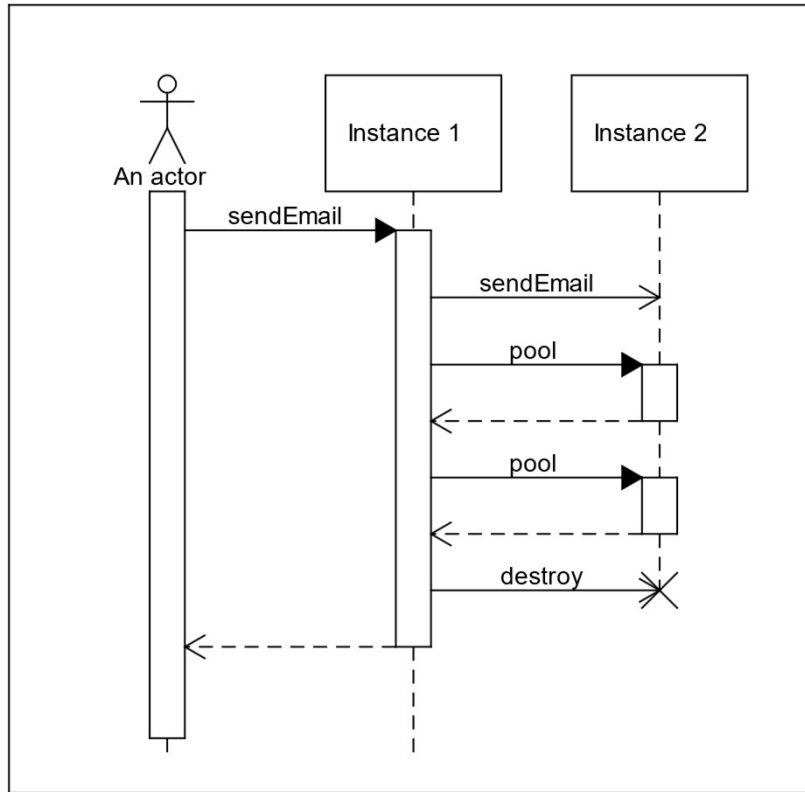 Instance 1
Instance 2
An actor
sendEmail
sendEmail
pool
pool
destroy